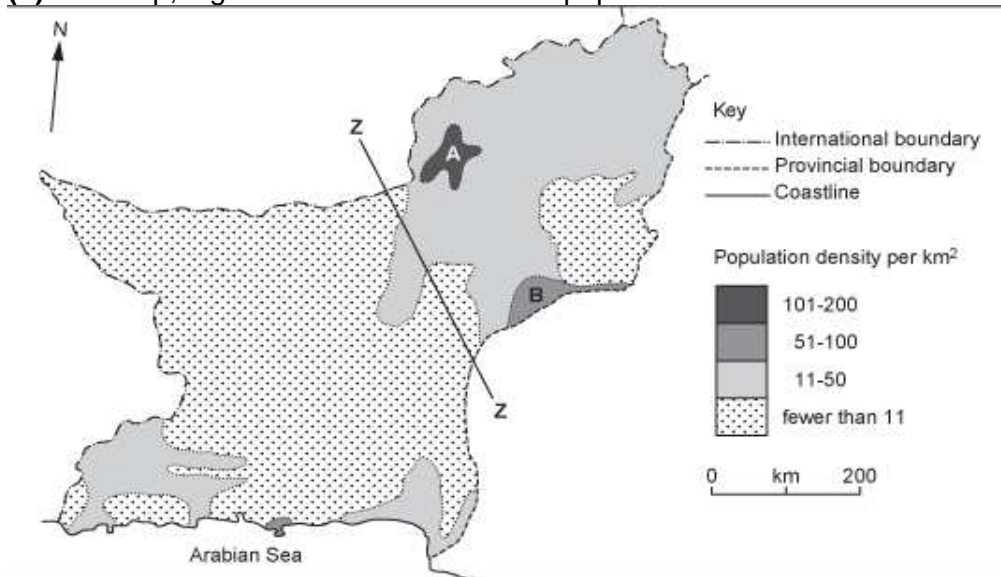 N
Z
A
B
Z
Arabian Sea
Key
International boundary
Provincial boundary
Coastline
Population density per km²
101-200
51-100
11-50
fewer than 11
0 km 200